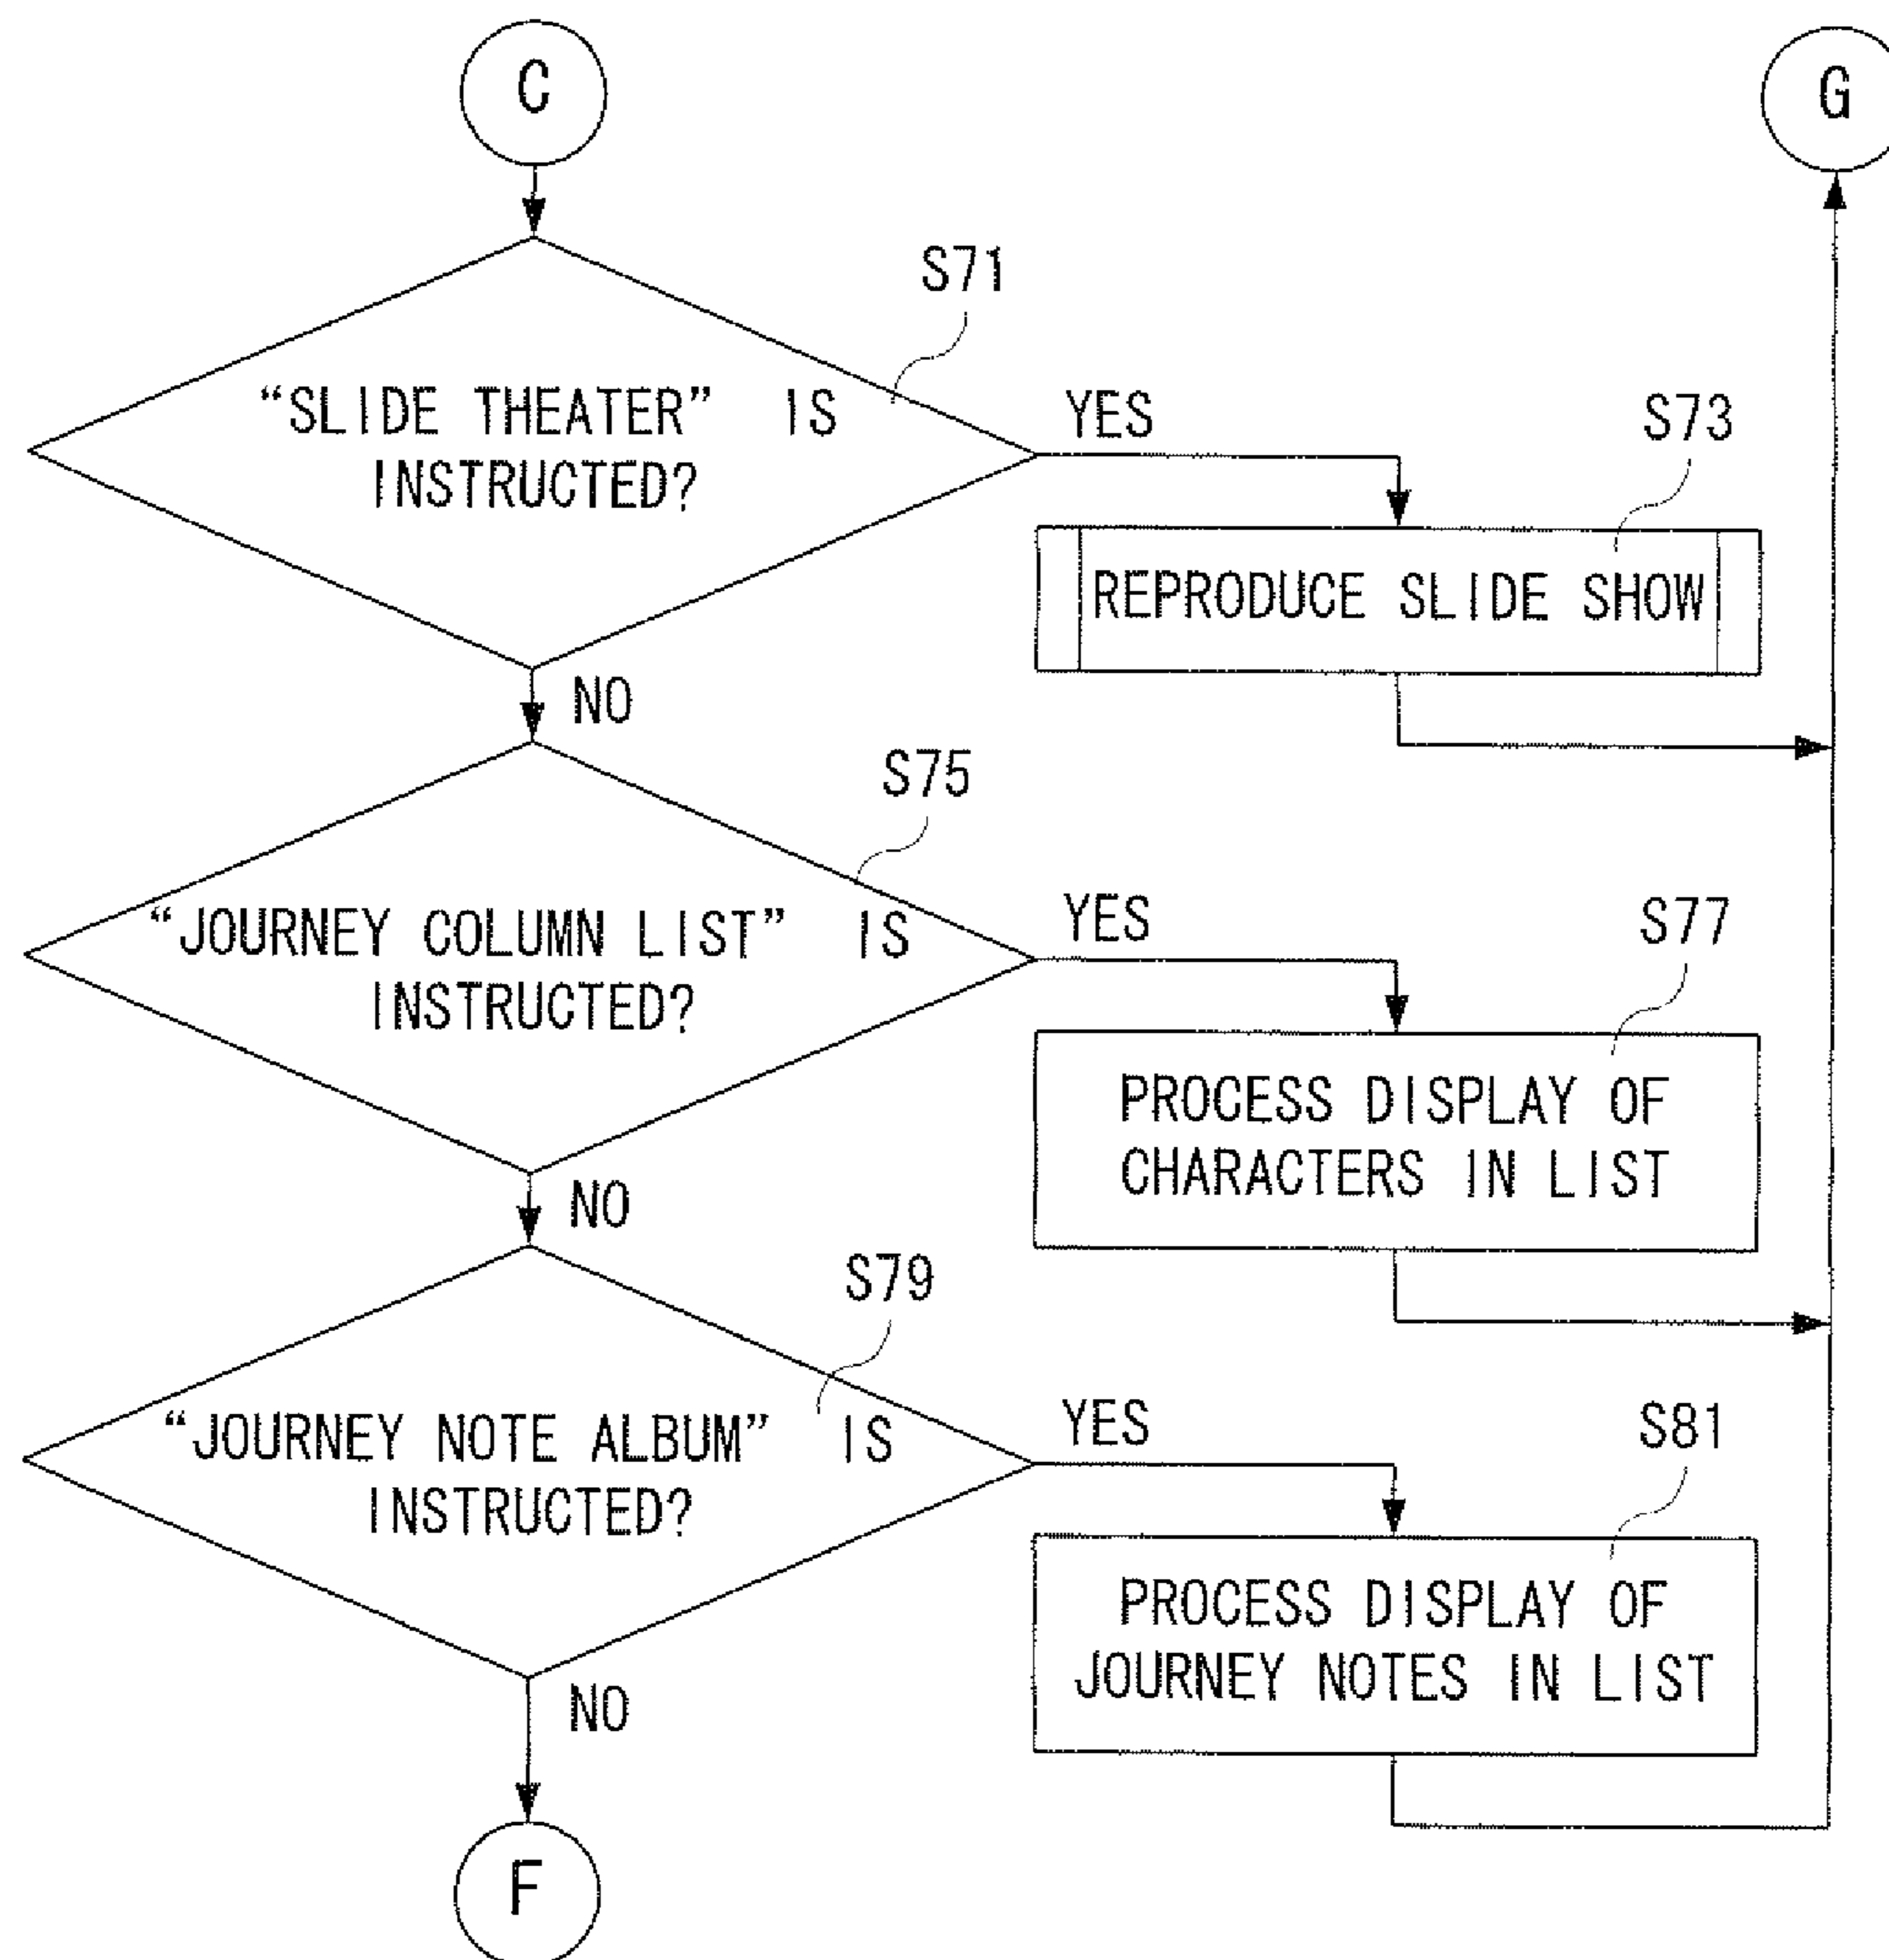 C
G
S71
“SLIDE THEATER” IS
INSTRUCTED?
YES
S73
REPRODUCE SLIDE SHOW
NO
S75
“JOURNEY COLUMN LIST” IS
INSTRUCTED?
YES
S77
PROCESS DISPLAY OF
CHARACTERS IN LIST
NO
S79
“JOURNEY NOTE ALBUM” IS
INSTRUCTED?
YES
S81
PROCESS DISPLAY OF
JOURNEY NOTES IN LIST
NO
F